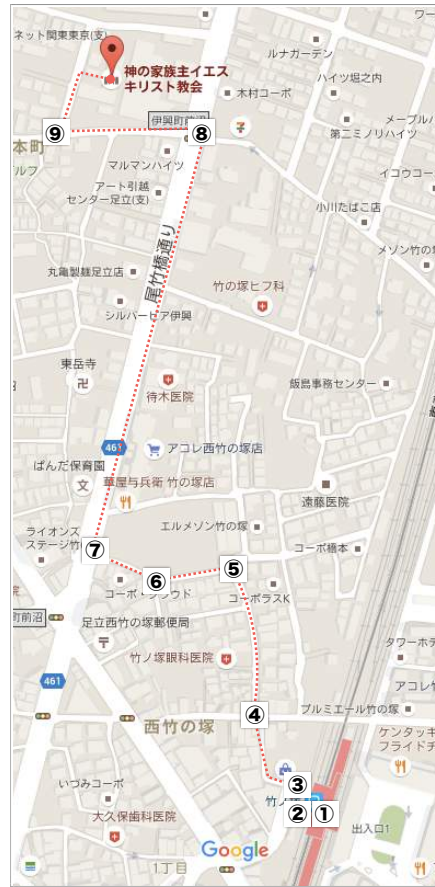 ネット関東東京(支)
ワー
ルナガーデン
神の家族主イエス
キリスト教会
木村コーポ
ハイツ堀之内
伊興町前沼
⑨
⑧
メープル
第二ミノリハイツ
本町
ルフ
マルマンハイツ
イコウコー
アート引越
センター足立(支)
小川たばこ店
尾竹橋通り
メゾン竹の
丸亀製麺足立店
竹の塚ヒフ科
シルバーピア伊興
東岳寺
待木医院
飯島事務センター
461
アコレ西竹の塚店
ぱんだ保育園
華屋与兵衛 竹の塚店
遠藤医院
ライオンズ
ステージ竹
エルメゾン竹の塚
⑦
コーポ橋本
⑤
⑥
コーポラスK
町前沼
足立西竹の塚郵便局
竹ノ塚眼科医院
タワーホ
461
アコレ
④
ブルミエール竹の塚
西竹の塚
ケンタッキ
フライドチ
いづみコーポ
③
竹ノ
② ①
大久保歯科医院
出入口1
Google
1丁目